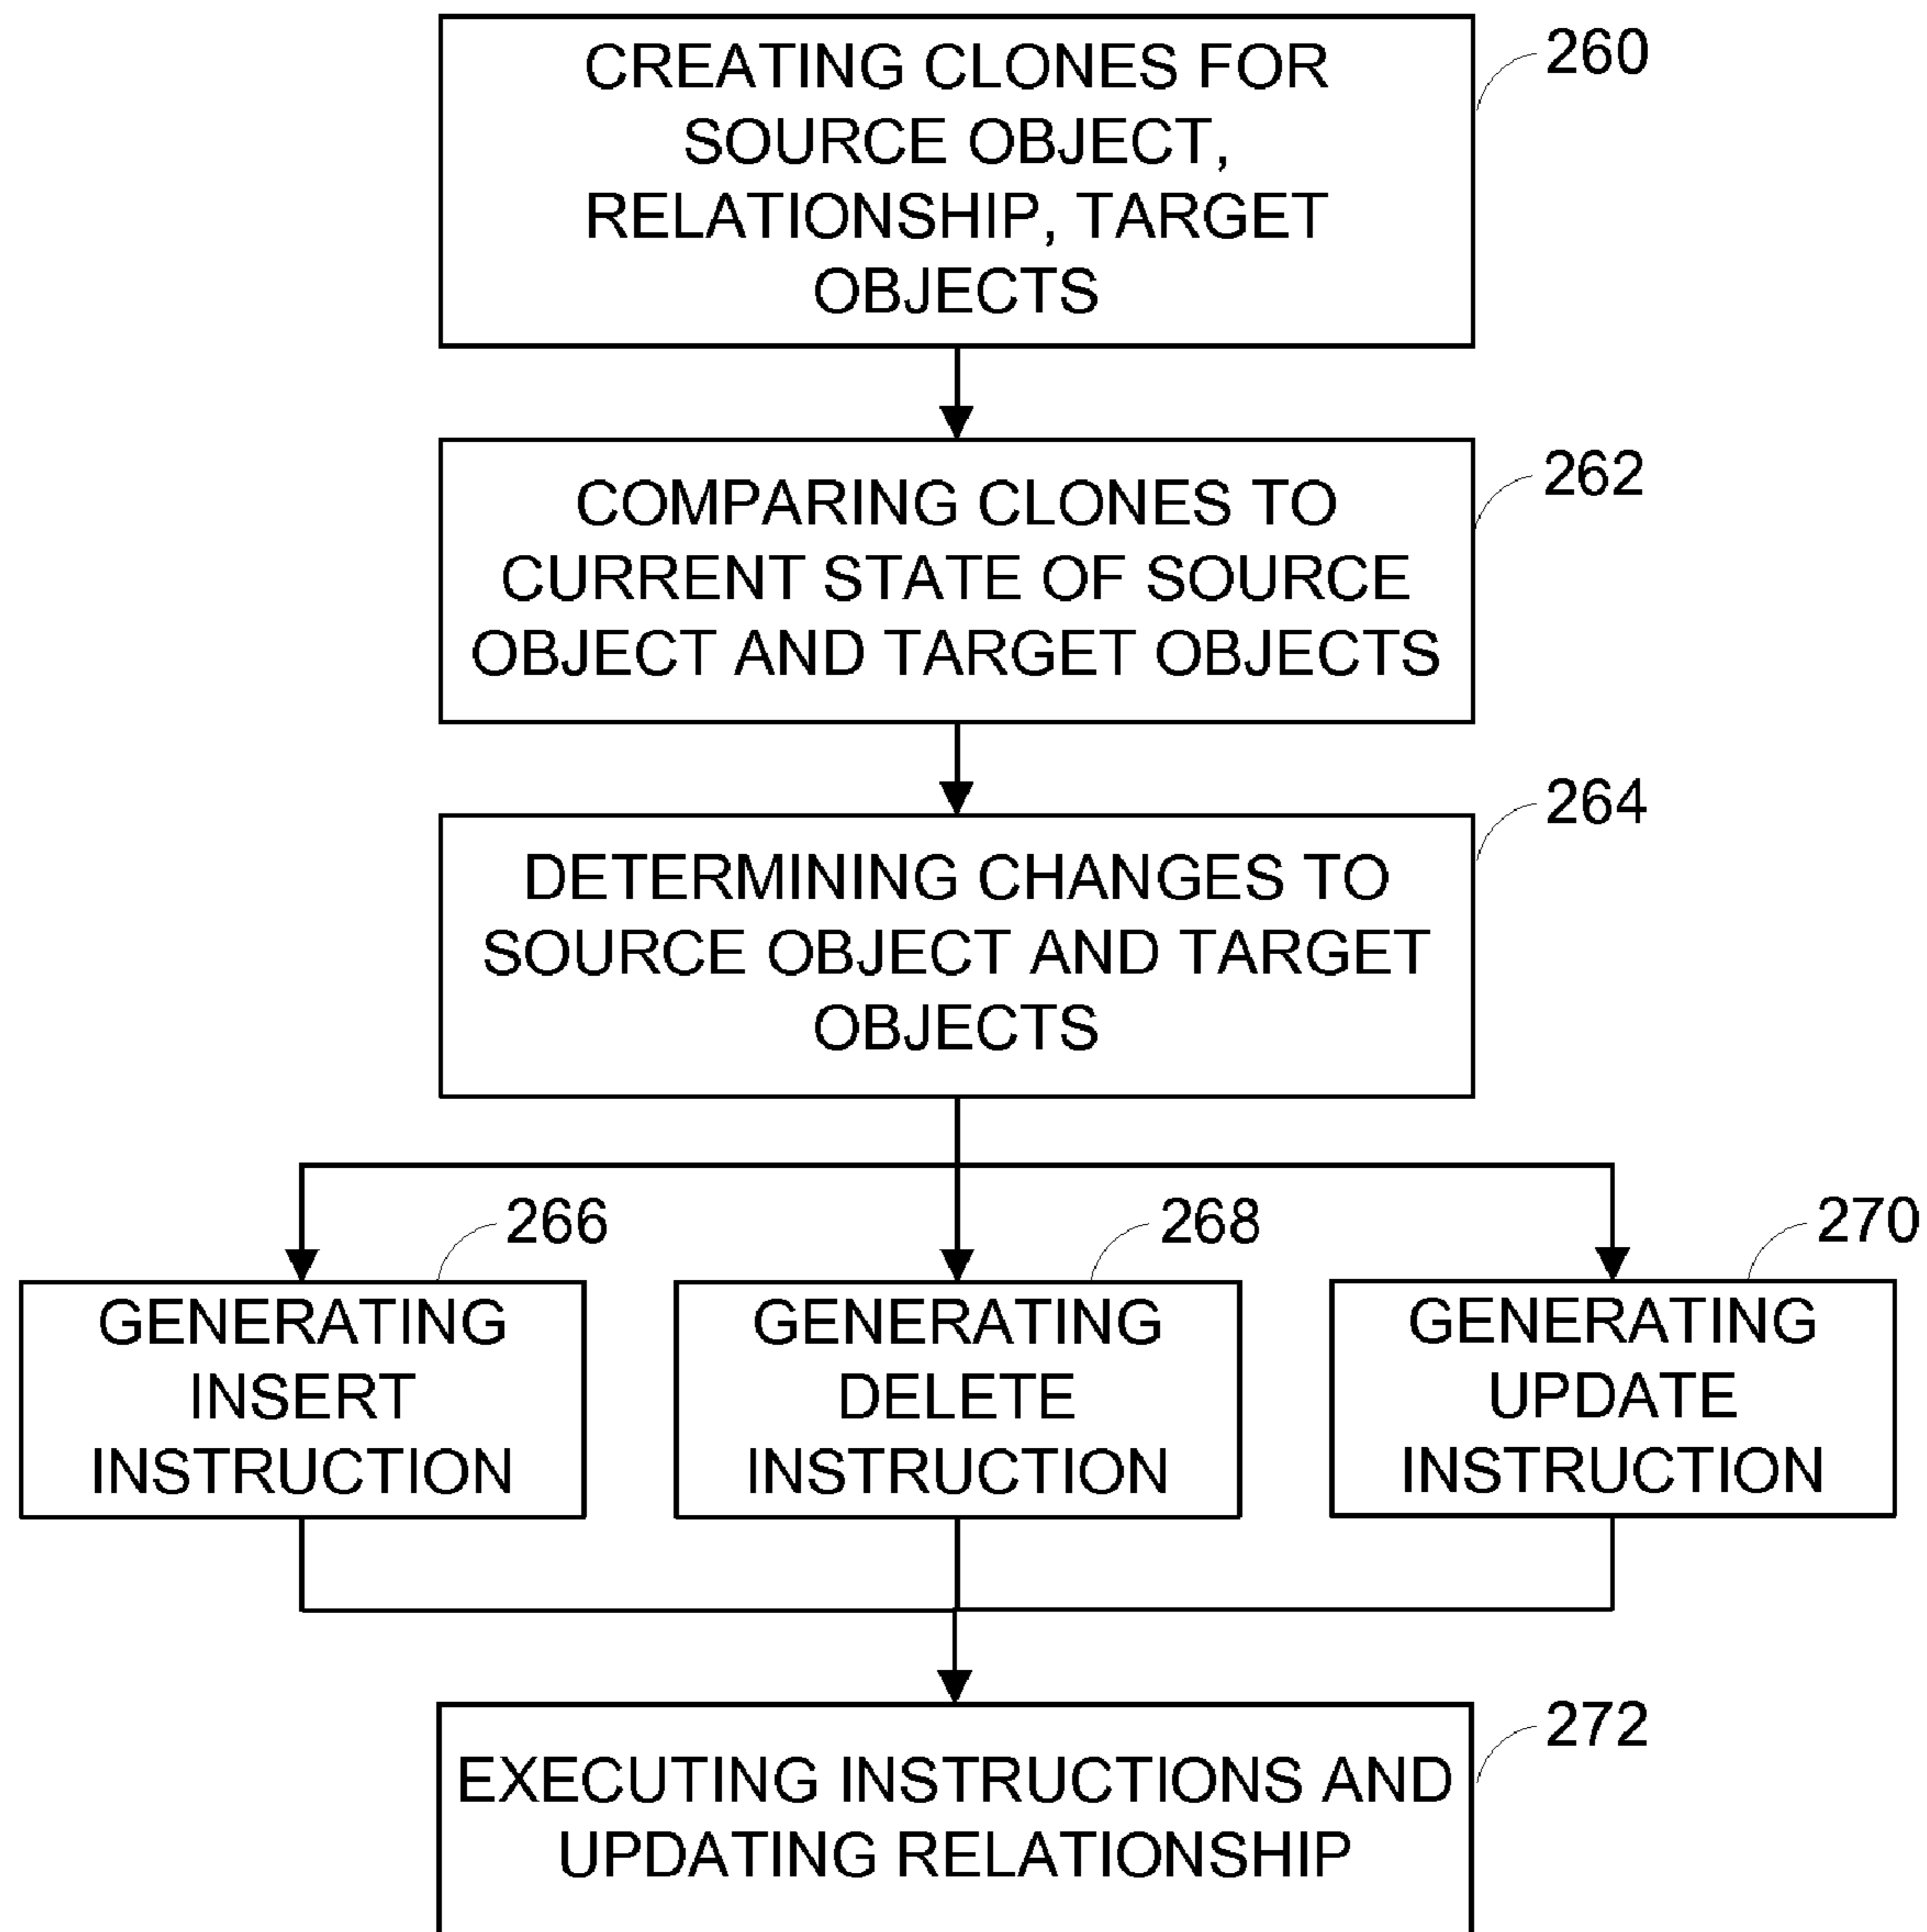 CREATING CLONES FOR
SOURCE OBJECT,
RELATIONSHIP, TARGET
OBJECTS
260
COMPARING CLONES TO
CURRENT STATE OF SOURCE
OBJECT AND TARGET OBJECTS
262
DETERMINING CHANGES TO
SOURCE OBJECT AND TARGET
OBJECTS
264
266
GENERATING
INSERT
INSTRUCTION
268
GENERATING
DELETE
INSTRUCTION
270
GENERATING
UPDATE
INSTRUCTION
EXECUTING INSTRUCTIONS AND
UPDATING RELATIONSHIP
272